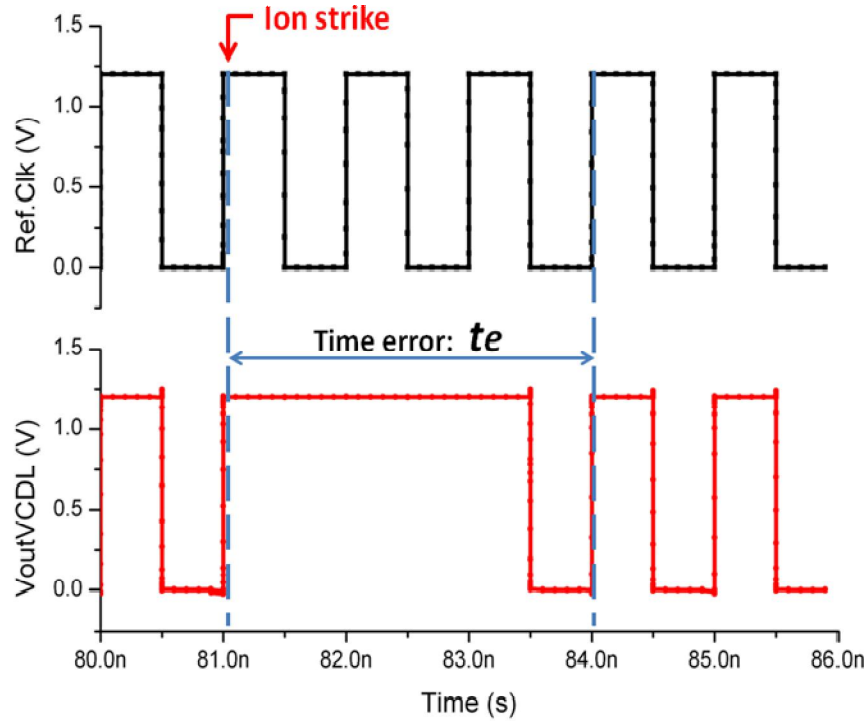 Ion strike
1.5
1.0
0.5
0.0
Ref.Clk (V)
Time error: te
1.5
1.0
0.5
0.0
VoutVCDL (V)
80.0n 81.0n 82.0n 83.0n 84.0n 85.0n 86.0n
Time (s)